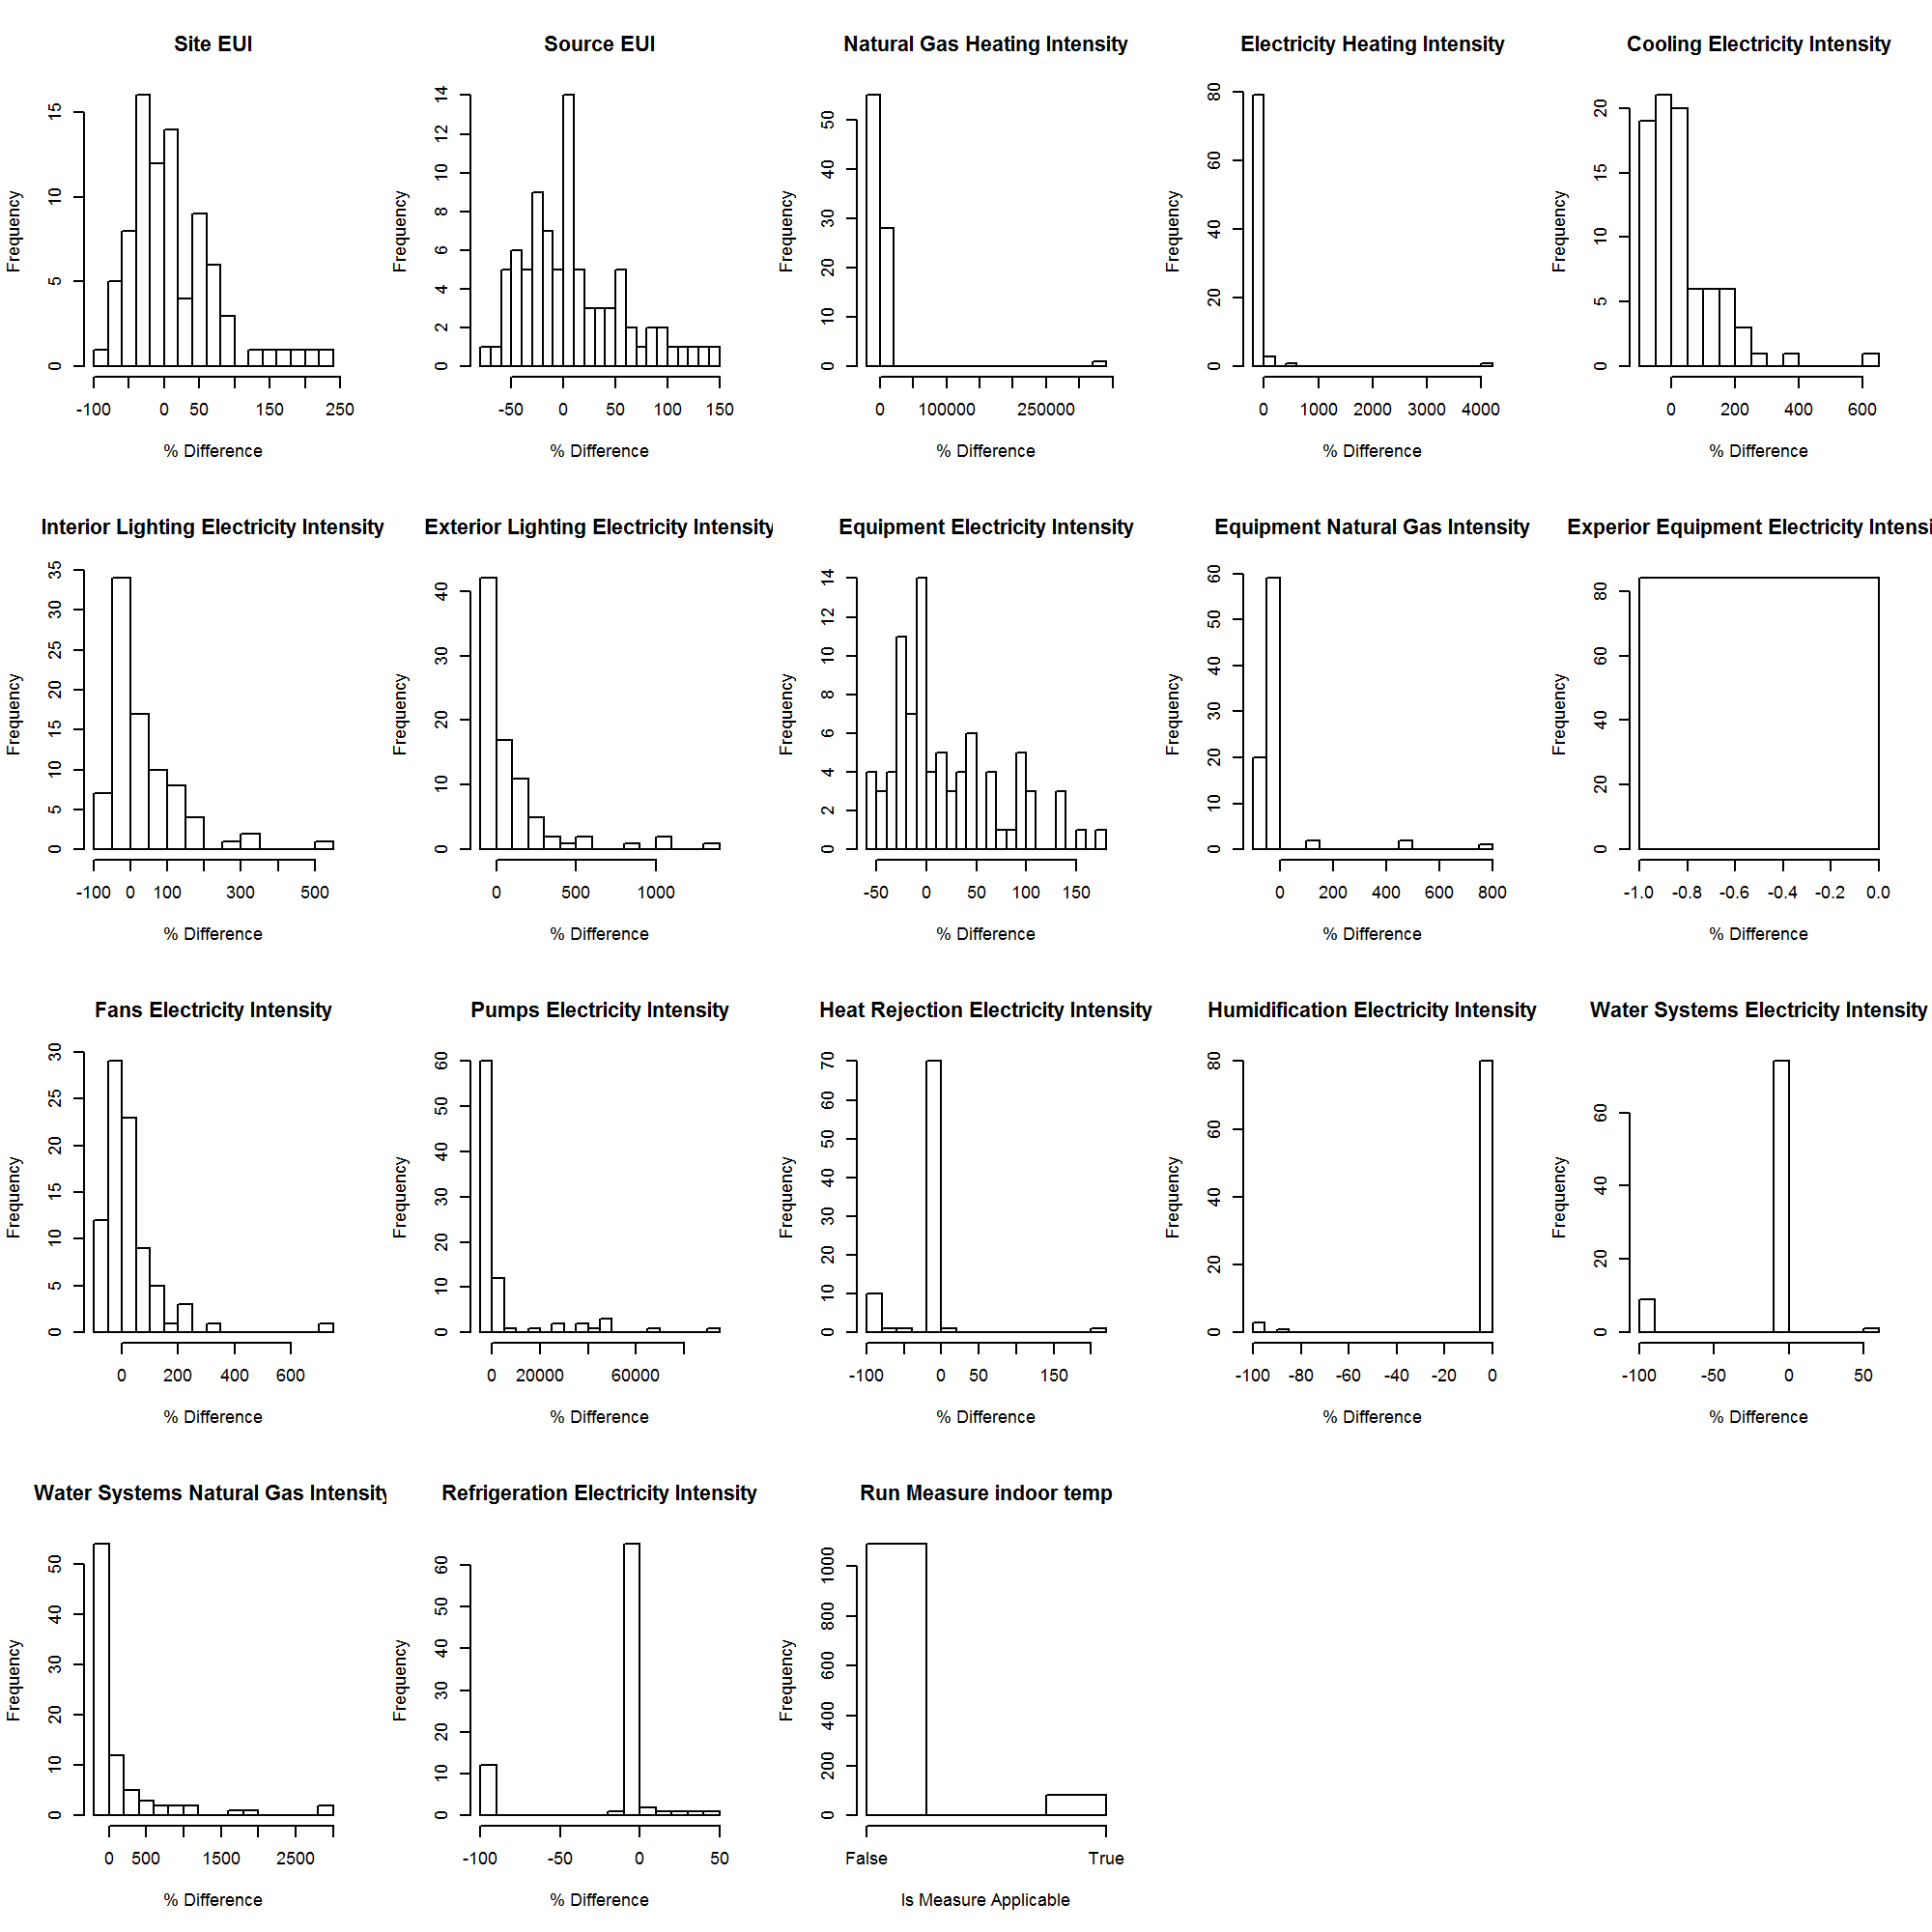 Site EUI
Frequency
0 5 10 15
-100 0 50 150 250
% Difference
Source EUI
Frequency
0 2 4 6 8 10 12 14
-50 0 50 100 150
% Difference
Natural Gas Heating Intensity
Frequency
0 10 20 30 40 50
0 100000 250000
% Difference
Electricity Heating Intensity
Frequency
0 20 40 60 80
0 1000 2000 3000 4000
% Difference
Cooling Electricity Intensity
Frequency
0 5 10 15 20
0 200 400 600
% Difference
Interior Lighting Electricity Intensity
Frequency
0 5 10 15 20 25 30 35
-100 0 100 300 500
% Difference
Exterior Lighting Electricity Intensity
Frequency
0 10 20 30 40
0 500 1000
% Difference
Equipment Electricity Intensity
Frequency
0 2 4 6 8 10 12 14
-50 0 50 100 150
% Difference
Equipment Natural Gas Intensity
Frequency
0 10 20 30 40 50 60
0 200 400 600 800
% Difference
Experior Equipment Electricity Intensi
Frequency
0 20 40 60 80
-1.0 -0.8 -0.6 -0.4 -0.2 0.0
% Difference
Fans Electricity Intensity
Frequency
0 5 10 15 20 25 30
0 200 400 600
% Difference
Pumps Electricity Intensity
Frequency
0 10 20 30 40 50 60
0 20000 60000
% Difference
Heat Rejection Electricity Intensity
Frequency
0 10 20 30 40 50 60 70
-100 0 50 150
% Difference
Humidification Electricity Intensity
Frequency
0 20 40 60 80
-100 -80 -60 -40 -20 0
% Difference
Water Systems Electricity Intensity
Frequency
0 20 40 60
-100 -50 0 50
% Difference
Water Systems Natural Gas Intensity
Frequency
0 10 20 30 40 50
0 500 1500 2500
% Difference
Refrigeration Electricity Intensity
Frequency
0 10 20 30 40 50 60
-100 -50 0 50
% Difference
Run Measure indoor temp
Frequency
0 200 400 600 800 1000
False True
Is Measure Applicable